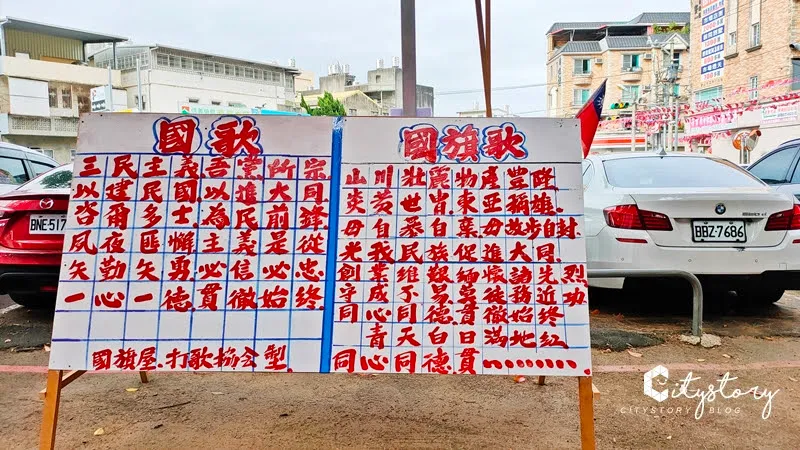 國歌
三民主義吾黨所宗
以建民國.以進大同
咨爾多士.為民前鋒
夙夜匪懈.主義是從
矢勤矢勇.必信必忠
一心一德.貫徹始終.
國旗屋.打歌協会 型.
國旗歌
山川壯麗物產豐隆
炎黃世胄.東亞稱雄.
毋自暴自棄.毋故步自封.
光我民族促進大同.
創業維艱緬懷諸先烈
守成不易莫徒務近功
同心同德.貫徹始終
青天白日滿地紅
同心同德貫........
BNE-517
BBZ-7686
Citystory
CITYSTORY BLOG